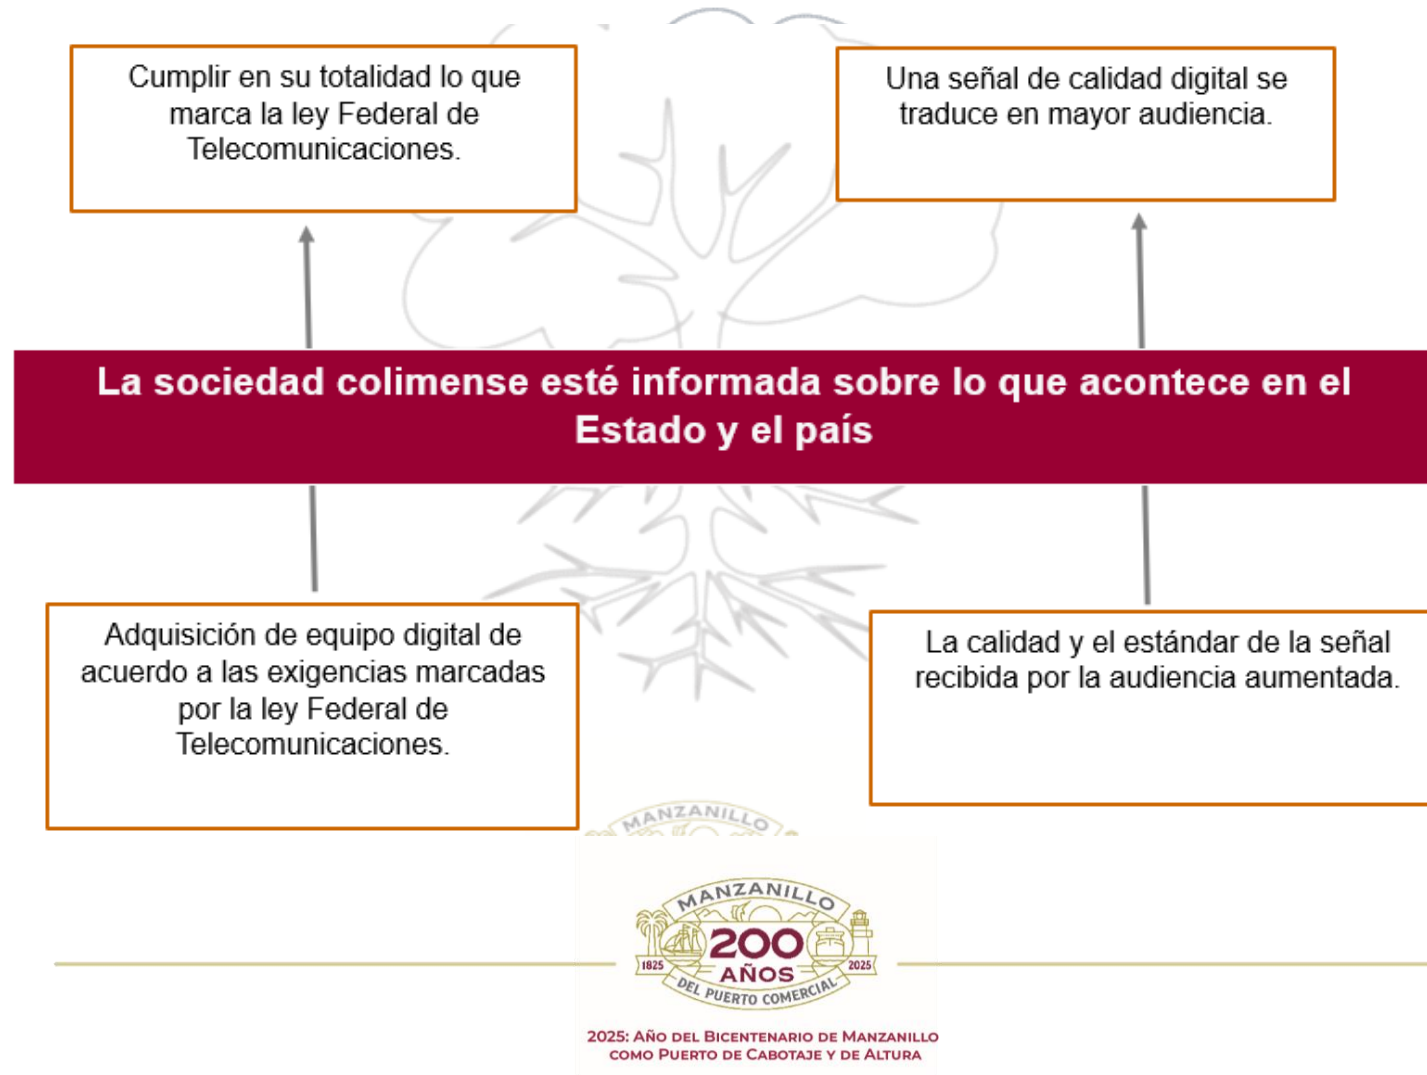 Cumplir en su totalidad lo que
marca la ley Federal de
Telecomunicaciones.
Una señal de calidad digital se
traduce en mayor audiencia.
La sociedad colimense esté informada sobre lo que acontece en el
Estado y el país
Adquisición de equipo digital de
acuerdo a las exigencias marcadas
por la ley Federal de
Telecomunicaciones.
La calidad y el estándar de la señal
recibida por la audiencia aumentada.
MANZANILLO
MANZANILLO
200
AÑOS
1825
2025
DEL PUERTO COMERCIAL
2025: AÑO DEL BICENTENARIO DE MANZANILLO
COMO PUERTO DE CABOTAJE Y DE ALTURA